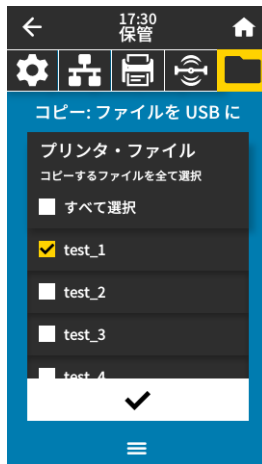 17:30
保管
コピー: ファイルを USB に
プリンタ・ファイル
コピーするファイルを全て選択
すべて選択
test_1
test_2
test_3
test_4